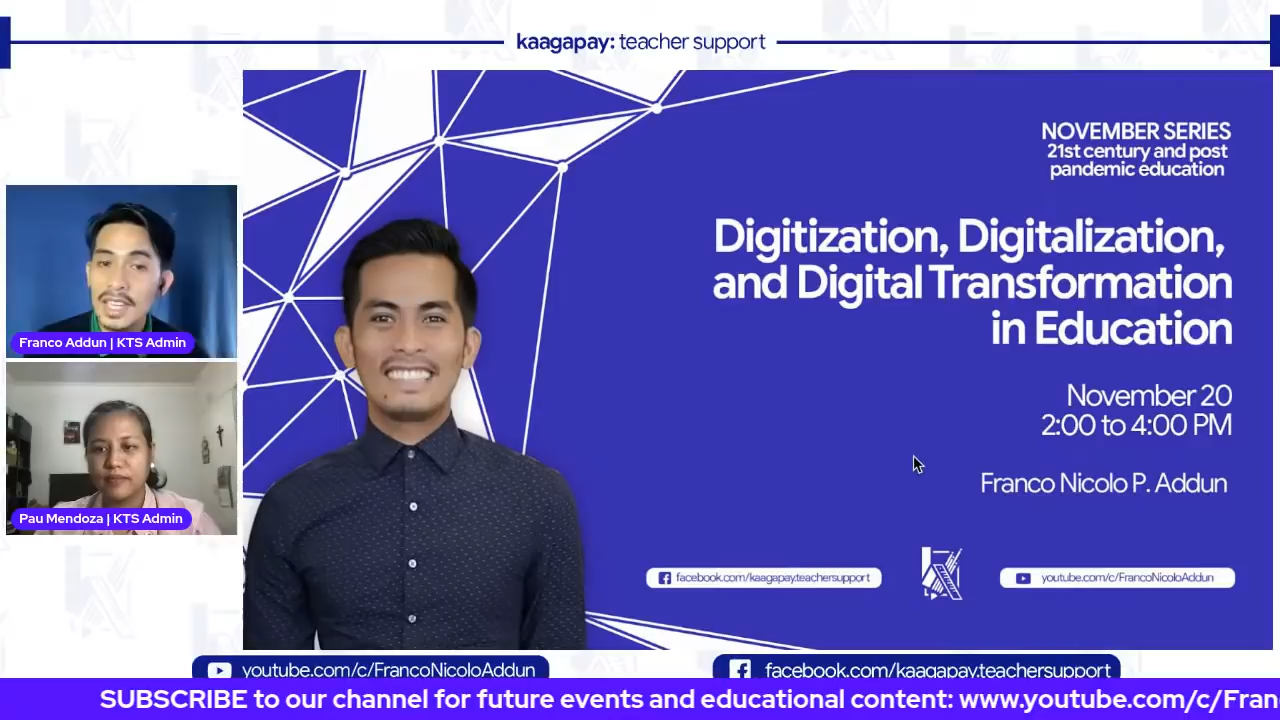 kaagapay: teacher support
NOVEMBER SERIES
21st century and post
pandemic education
Digitization, Digitalization,
and Digital Transformation
in Education
November 20
2:00 to 4:00 PM
Franco Nicolo P. Addun
facebook.com/kaagapay.teachersupport
youtube.com/c/FrancoNicoloAddun
Franco Addun | KTS Admin
Pau Mendoza | KTS Admin
youtube.com/c/FrancoNicoloAddun
facebook.com/kaagapay.teachersupport
SUBSCRIBE to our channel for future events and educational content: www.youtube.com/c/Fran